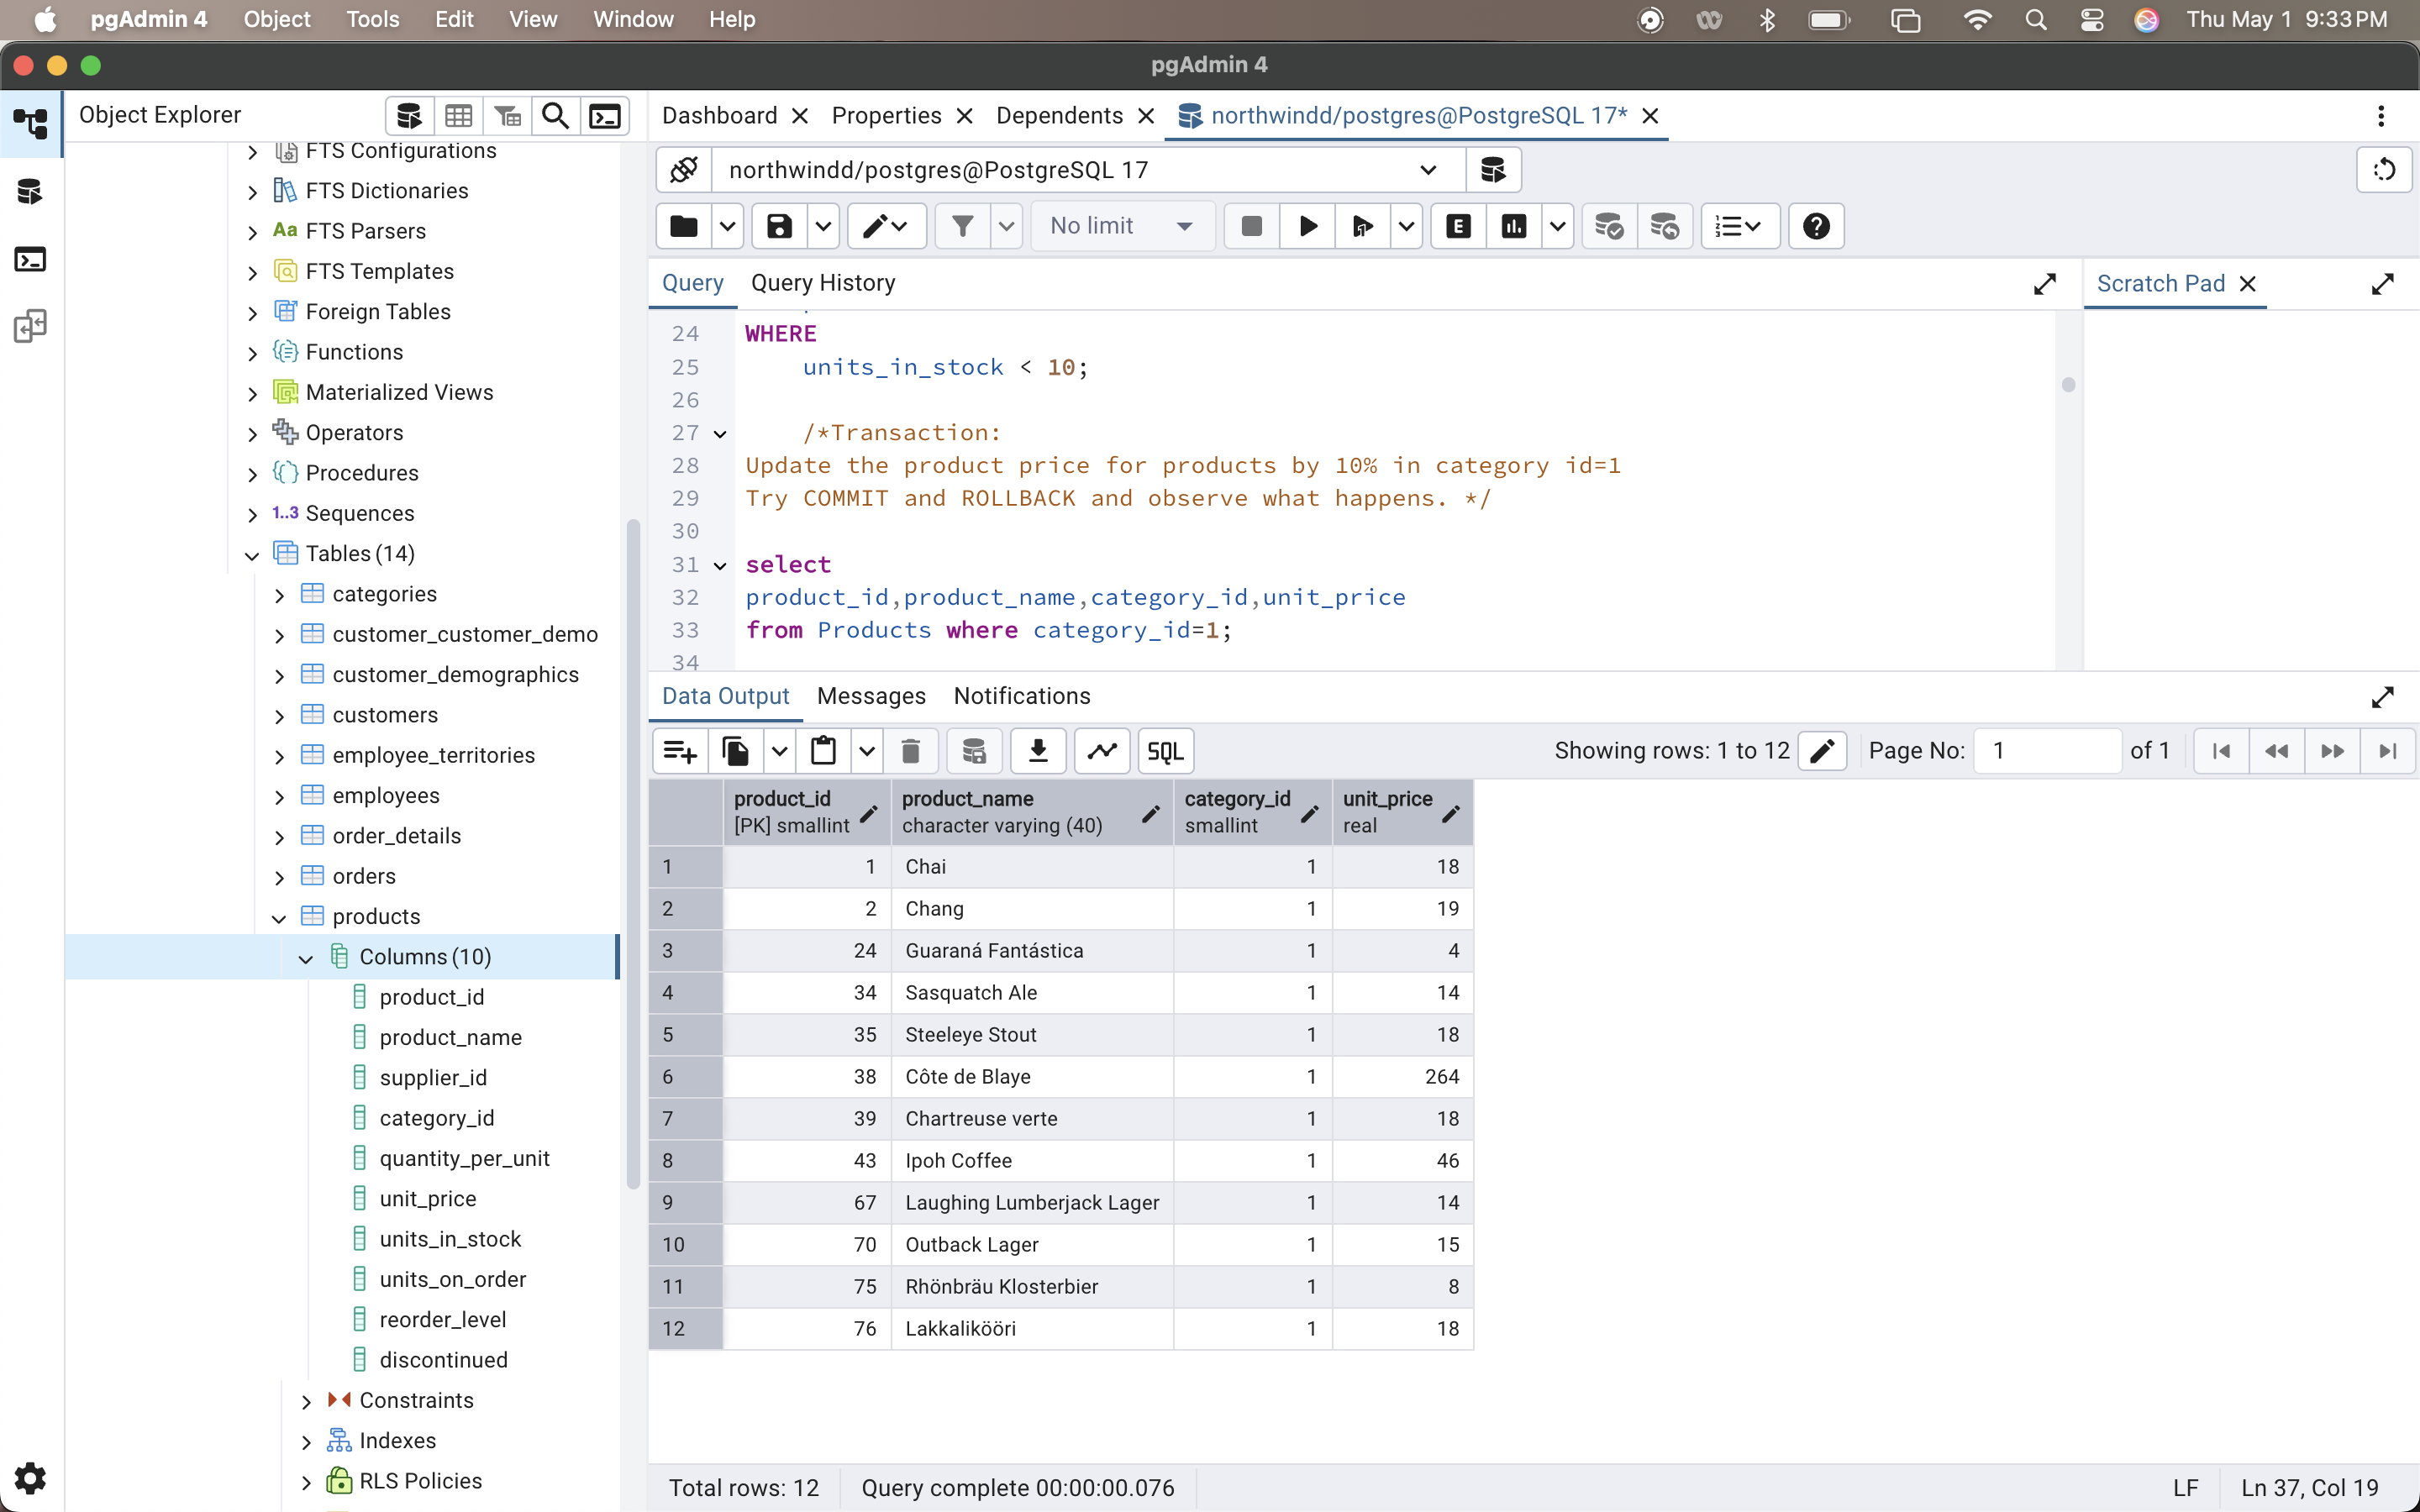 pgAdmin 4 Object Tools Edit View Window Help Thu May 1 9:33 PM
pgAdmin 4
Object Explorer
Dashboard Properties Dependents northwindd/postgres@PostgreSQL 17*
FTS Configurations
FTS Dictionaries
FTS Parsers
FTS Templates
Foreign Tables
Functions
Materialized Views
Operators
Procedures
1..3 Sequences
Tables (14)
categories
customer_customer_demo
customer_demographics
customers
employee_territories
employees
order_details
orders
products
Columns (10)
product_id
product_name
supplier_id
category_id
quantity_per_unit
unit_price
units_in_stock
units_on_order
reorder_level
discontinued
Constraints
Indexes
RLS Policies
northwindd/postgres@PostgreSQL 17
No limit
Query Query History
Scratch Pad
24 WHERE
25 units_in_stock < 10;
26
27 /*Transaction:
28 Update the product price for products by 10% in category id=1
29 Try COMMIT and ROLLBACK and observe what happens. */
30
31 select
32 product_id,product_name,category_id,unit_price
33 from Products where category_id=1;
34
Data Output Messages Notifications
SQL Showing rows: 1 to 12 Page No: 1 of 1
product_id product_name category_id unit_price
[PK] smallint character varying (40) smallint real
1 1 Chai 1 18
2 2 Chang 1 19
3 24 Guaraná Fantástica 1 4
4 34 Sasquatch Ale 1 14
5 35 Steeleye Stout 1 18
6 38 Côte de Blaye 1 264
7 39 Chartreuse verte 1 18
8 43 Ipoh Coffee 1 46
9 67 Laughing Lumberjack Lager 1 14
10 70 Outback Lager 1 15
11 75 Rhönbräu Klosterbier 1 8
12 76 Lakkalikööri 1 18
Total rows: 12 Query complete 00:00:00.076 LF Ln 37, Col 19